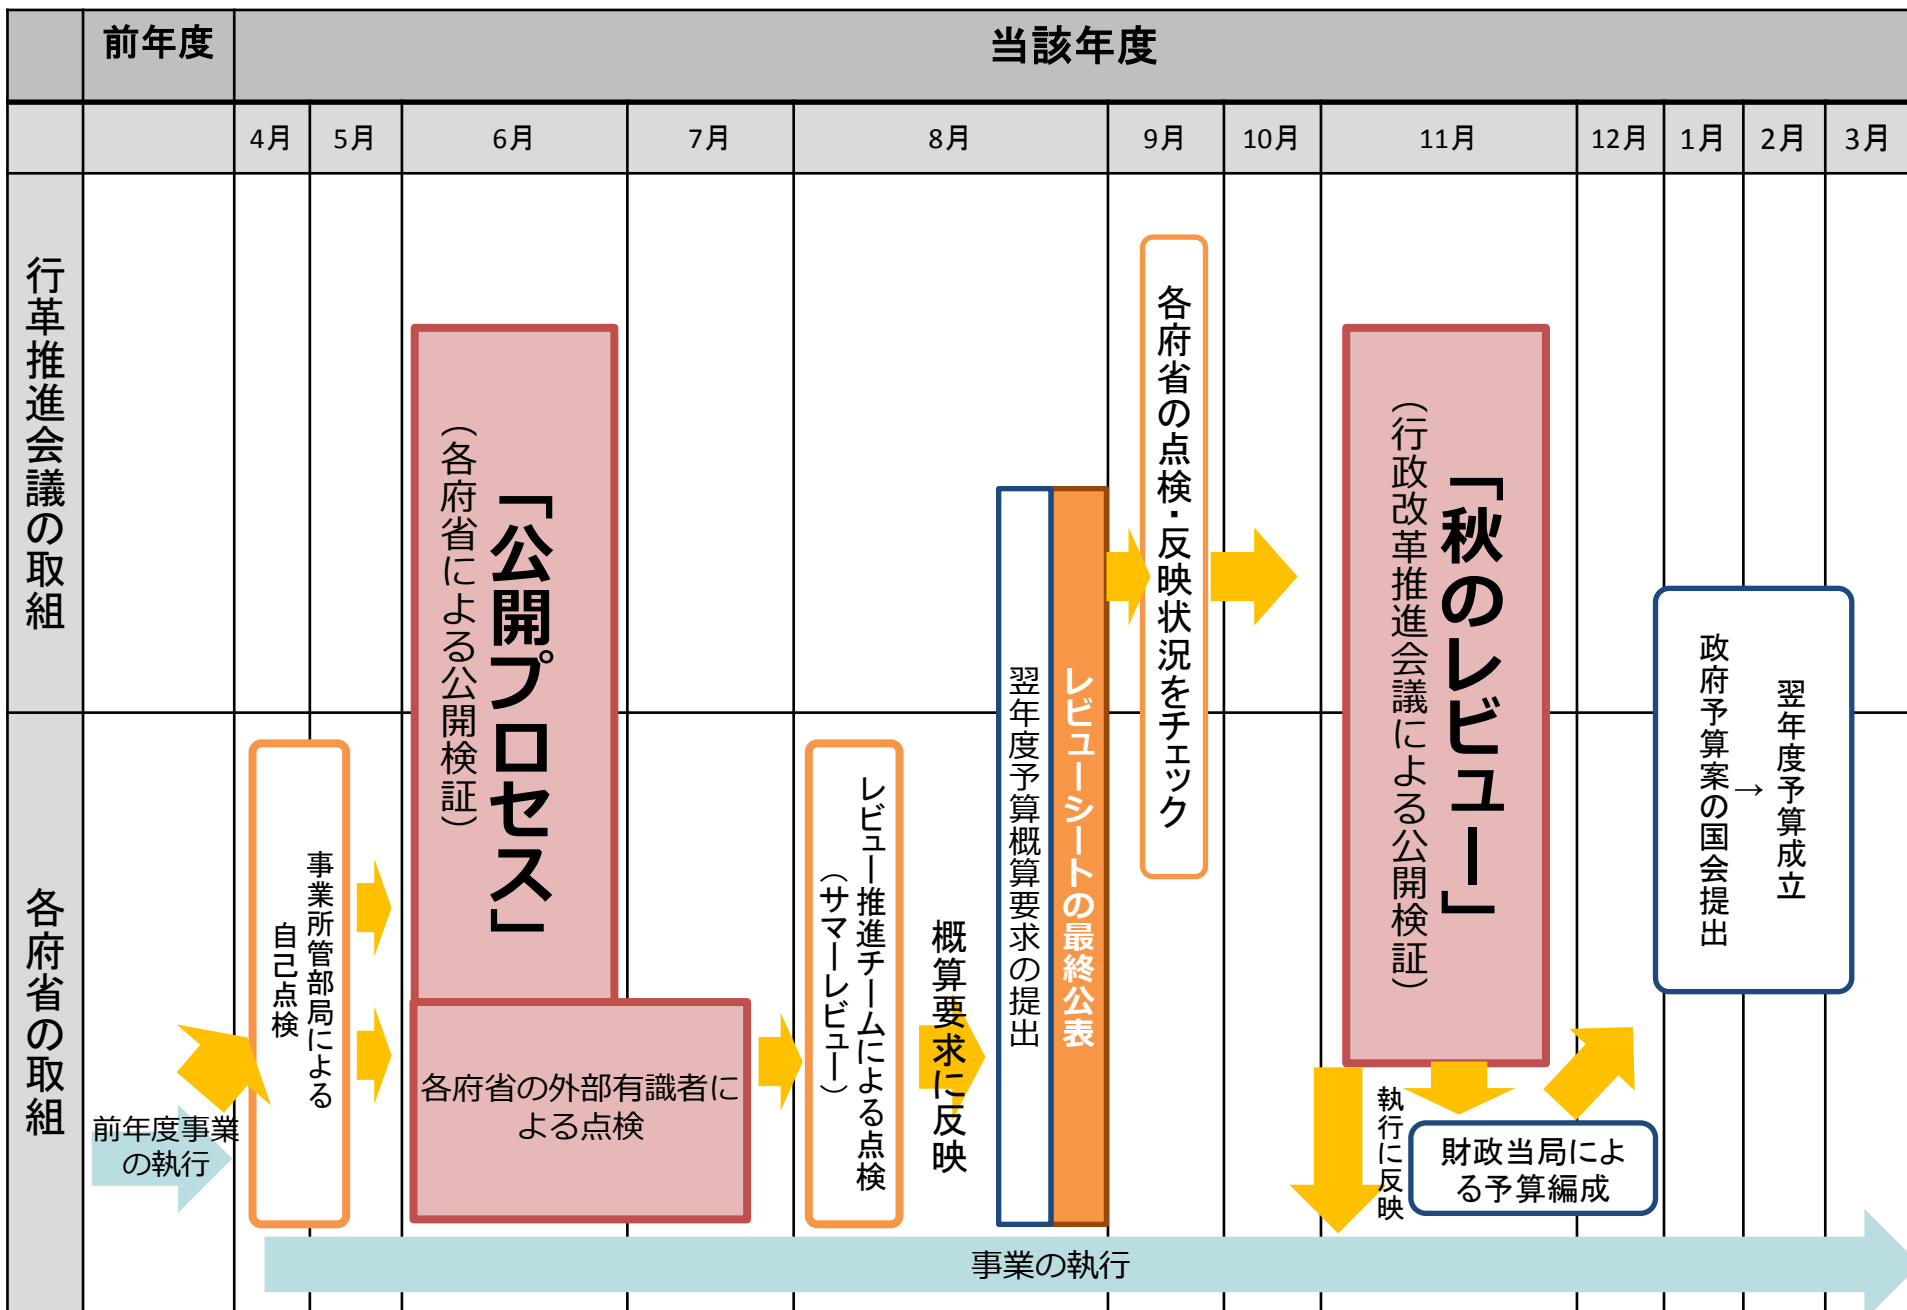 前年度
当該年度
4月
5月
6月
7月
8月
9月
10月
11月
12月
1月
2月
3月
行革推進会議の取組
各府省の取組
前年度事業
の執行
事業所管部局による
自己点検
「公開プロセス」
（各府省による公開検証）
各府省の外部有識者に
よる点検
レビュー推進チームによる点検
（サマーレビュー）
概算要求に反映
翌年度予算概算要求の提出
レビューシートの最終公表
各府省の点検・反映状況をチェック
「秋のレビュー」
（行政改革推進会議による公開検証）
執行に反映
財政当局によ
る予算編成
政府予算案の国会提出
→
翌年度予算成立
事業の執行